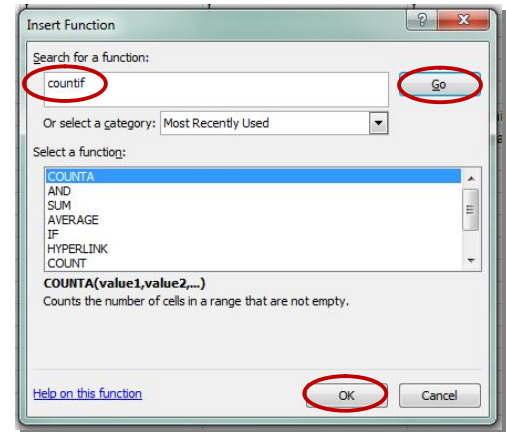 Insert Function
Search for a function:
countif
Go
Or select a category: Most Recently Used
Select a function:
COUNTA
AND
SUM
AVERAGE
IF
HYPERLINK
COUNT
COUNTA(value1,value2,...)
Counts the number of cells in a range that are not empty.
Help on this function
OK
Cancel